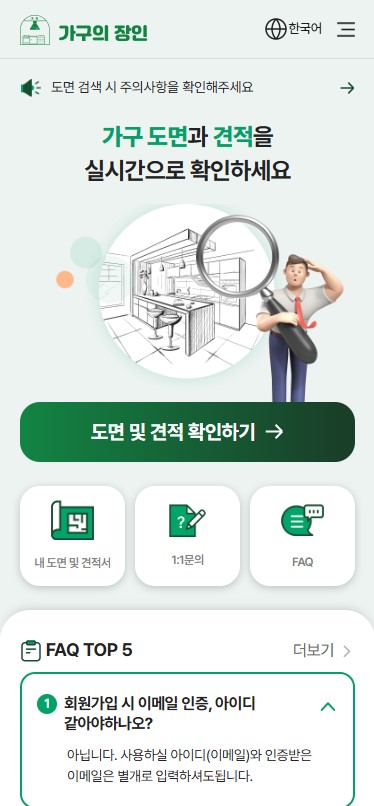 가구의 장인
한국어
도면 검색 시 주의사항을 확인해주세요
가구 도면과 견적을
실시간으로 확인하세요
도면 및 견적 확인하기
내 도면 및 견적서
1:1문의
FAQ
FAQ TOP 5
더보기
1 회원가입 시 이메일 인증, 아이디
같아야하나오?
아닙니다. 사용하실 아이디(이메일)와 인증받은
이메일은 별개로 입력하셔도됩니다.